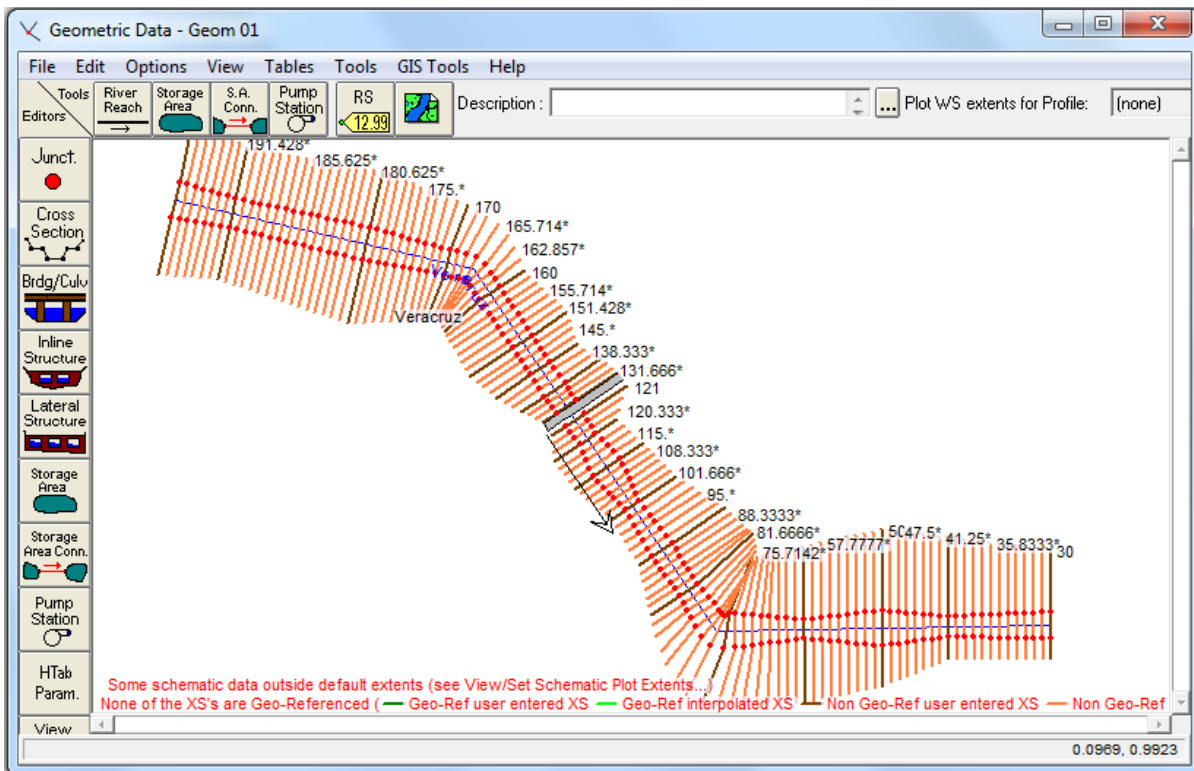 Geometric Data - Geom 01
File Edit Options View Tables Tools GIS Tools Help
Tools
Editors
River Reach
Storage Area
S.A. Conn.
Pump Station
RS
12.99
Description :
...
Plot WS extents for Profile:
(none)
Junct.
Cross Section
Brdg/Culv
Inline Structure
Lateral Structure
Storage Area
Storage Area Conn.
Pump Station
HTab Param.
View
191.428*
185.625*
180.625*
175.*
170
165.714*
162.857*
160
155.714*
151.428*
145.*
138.333*
131.666*
121
120.333*
115.*
108.333*
101.666*
95.*
88.3333*
81.6666*
75.7142*
57.7777*
50
47.5*
41.25*
35.8333*
30
Veracruz
Some schematic data outside default extents (see View/Set Schematic Plot Extents...)
None of the XS's are Geo-Referenced ( Geo-Ref user entered XS Geo-Ref interpolated XS Non Geo-Ref user entered XS Non Geo-Ref
0.0969, 0.9923